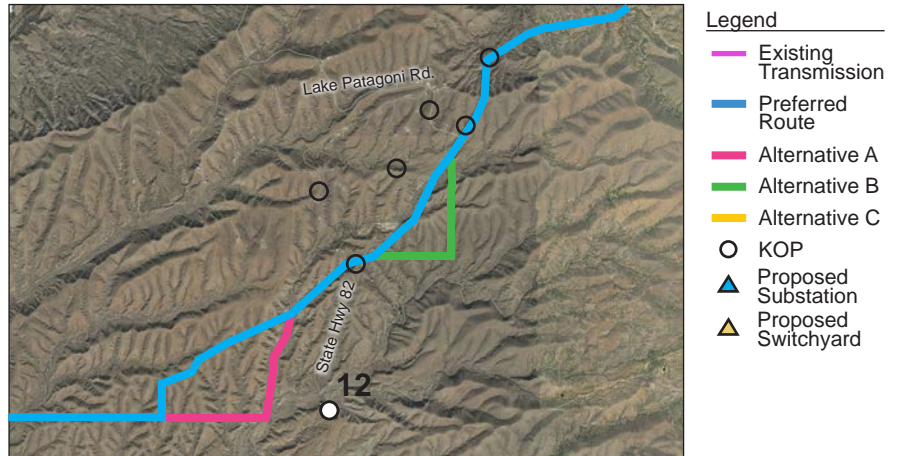 Lake Patagoni Rd.
State Hwy 82
12
Legend
Existing
Transmission
Preferred
Route
Alternative A
Alternative B
Alternative C
KOP
Proposed
Substation
Proposed
Switchyard